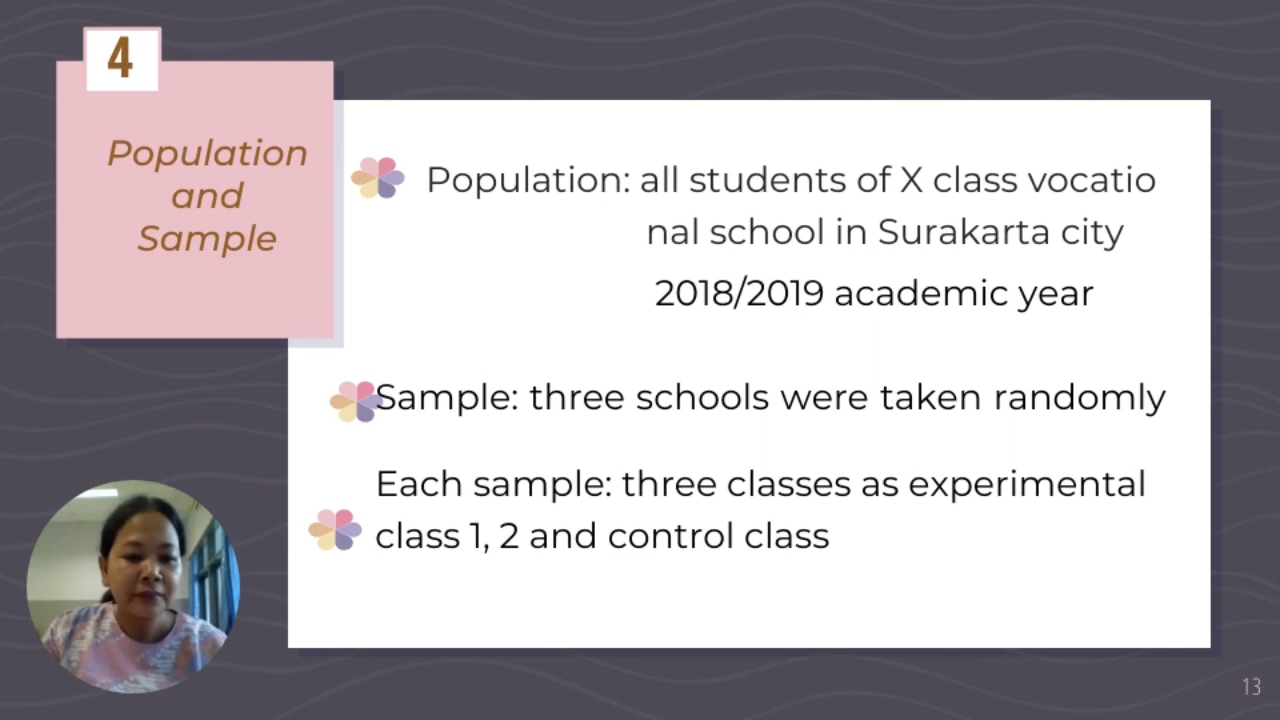 4
Population
and
Sample
Population: all students of X class vocatio
nal school in Surakarta city
2018/2019 academic year
Sample: three schools were taken randomly
Each sample: three classes as experimental
class 1, 2 and control class
13